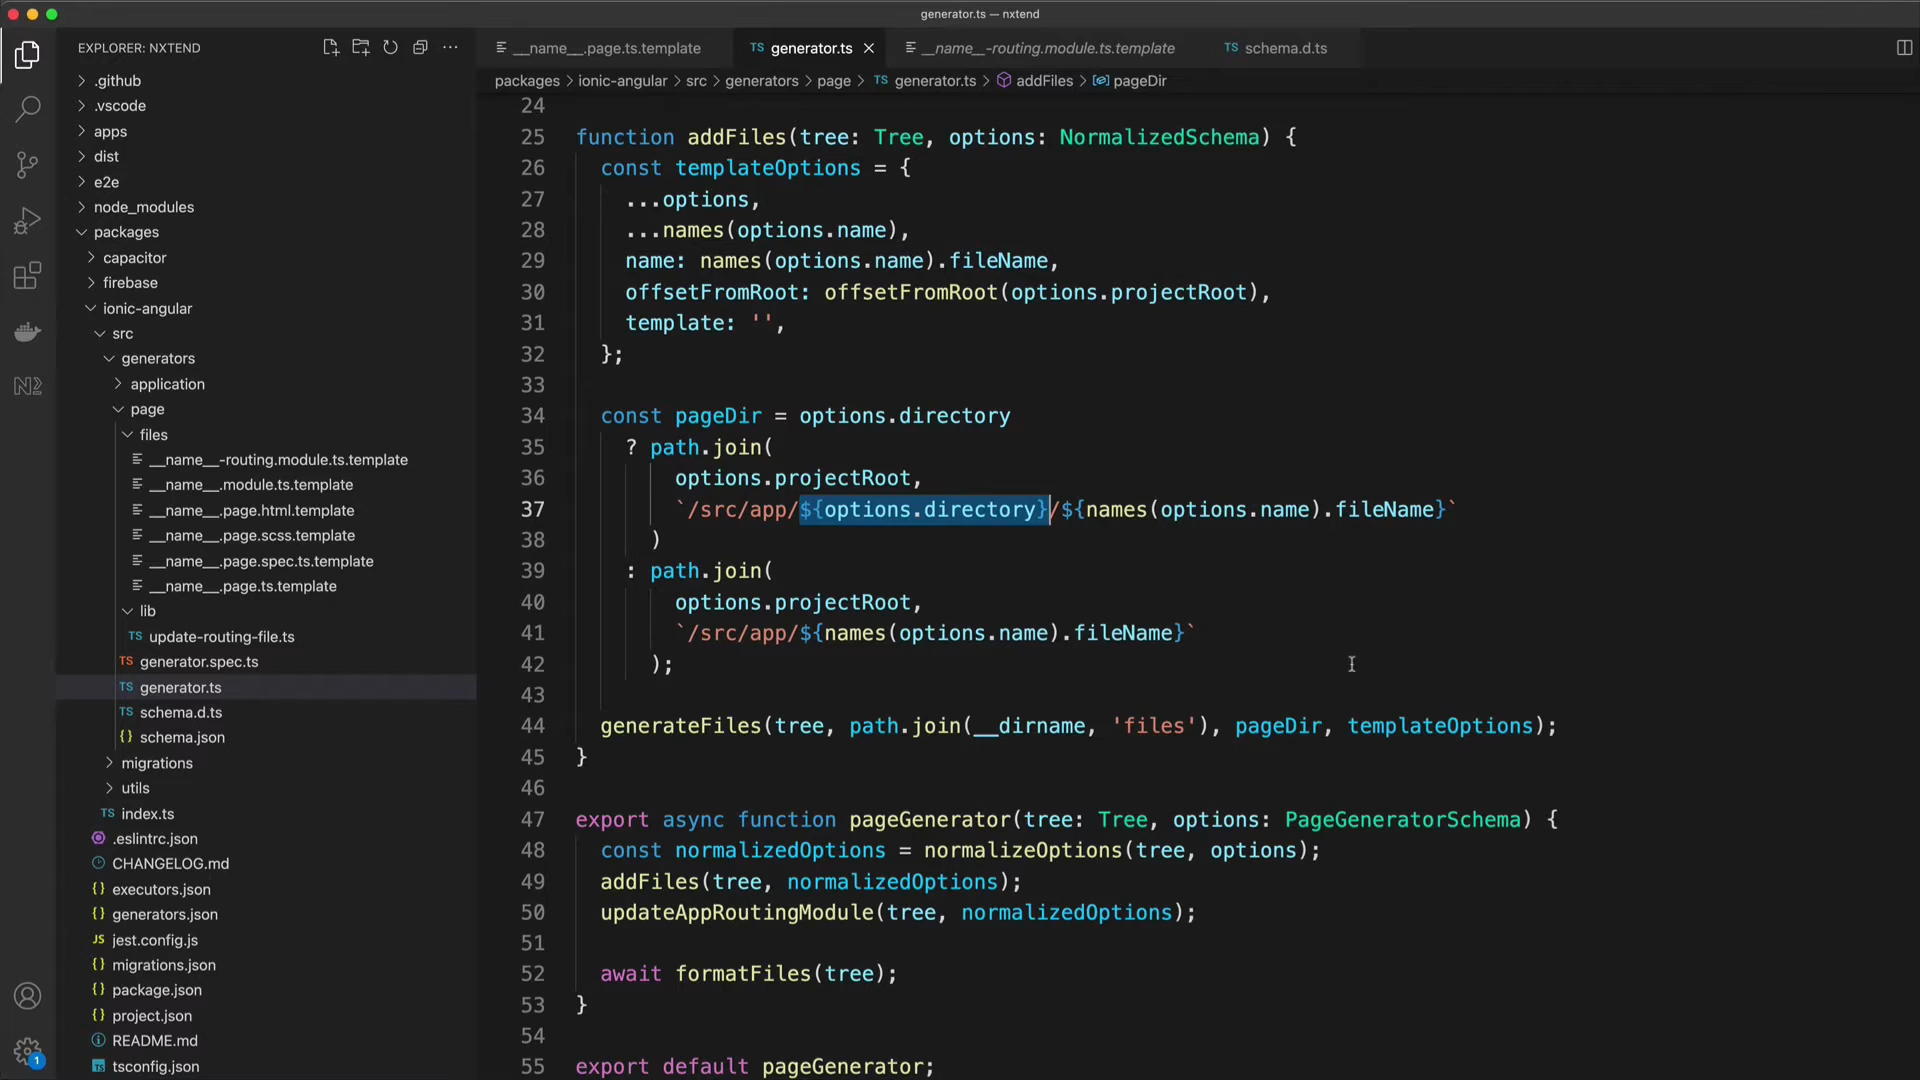 generator.ts — nxtend
EXPLORER: NXTEND
.github
.vscode
apps
dist
e2e
node_modules
packages
capacitor
firebase
ionic-angular
src
generators
application
page
files
__name__-routing.module.ts.template
__name__.module.ts.template
__name__.page.html.template
__name__.page.scss.template
__name__.page.spec.ts.template
__name__.page.ts.template
lib
TS update-routing-file.ts
TS generator.spec.ts
TS generator.ts
TS schema.d.ts
{} schema.json
migrations
utils
TS index.ts
.eslintrc.json
CHANGELOG.md
{} executors.json
{} generators.json
JS jest.config.js
{} migrations.json
{} package.json
{} project.json
README.md
tsconfig.json
1
__name__.page.ts.template
TS generator.ts
__name__-routing.module.ts.template
TS schema.d.ts
packages > ionic-angular > src > generators > page > TS generator.ts > addFiles > pageDir
24
25 function addFiles(tree: Tree, options: NormalizedSchema) {
26 const templateOptions = {
27 ...options,
28 ...names(options.name),
29 name: names(options.name).fileName,
30 offsetFromRoot: offsetFromRoot(options.projectRoot),
31 template: '',
32 };
33
34 const pageDir = options.directory
35 ? path.join(
36 options.projectRoot,
37 `/src/app/${options.directory}/${names(options.name).fileName}`
38 )
39 : path.join(
40 options.projectRoot,
41 `/src/app/${names(options.name).fileName}`
42 );
43
44 generateFiles(tree, path.join(__dirname, 'files'), pageDir, templateOptions);
45 }
46
47 export async function pageGenerator(tree: Tree, options: PageGeneratorSchema) {
48 const normalizedOptions = normalizeOptions(tree, options);
49 addFiles(tree, normalizedOptions);
50 updateAppRoutingModule(tree, normalizedOptions);
51
52 await formatFiles(tree);
53 }
54
55 export default pageGenerator;